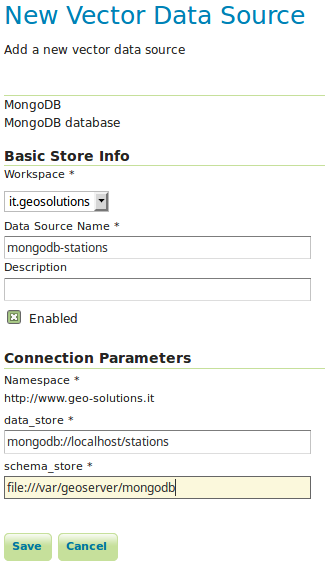 New Vector Data Source
Add a new vector data source
MongoDB
MongoDB database
Basic Store Info
Workspace *
it.geosolutions
Data Source Name *
mongodb-stations
Description
Enabled
Connection Parameters
Namespace *
http://www.geo-solutions.it
data_store *
mongodb://localhost/stations
schema_store *
file:///var/geoserver/mongodb
Save Cancel